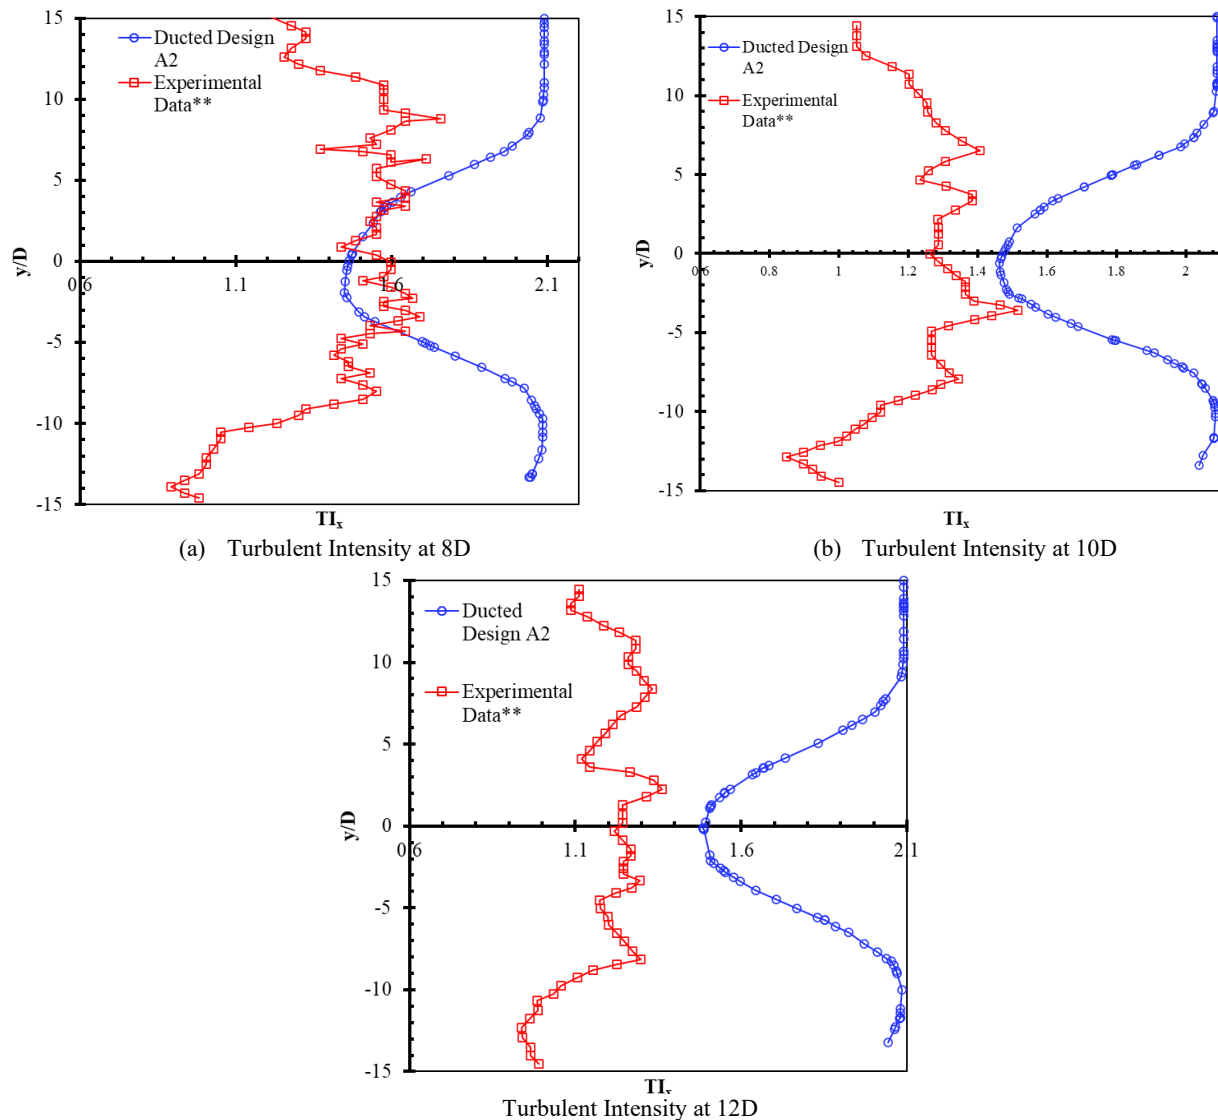 15
10
5
0
-5
-10
-15
0.6
1.1
1.6
2.1
y/D
Ducted Design
A2
Experimental
Data**
TIx
(a) Turbulent Intensity at 8D
15
10
5
0
-5
-10
-15
0.6
0.8
1
1.2
1.4
1.6
1.8
2
y/D
Ducted Design
A2
Experimental
Data**
TIx
(b) Turbulent Intensity at 10D
15
10
5
0
-5
-10
-15
0.6
1.1
1.6
2.1
y/D
Ducted
Design A2
Experimental
Data**
TIx
Turbulent Intensity at 12D